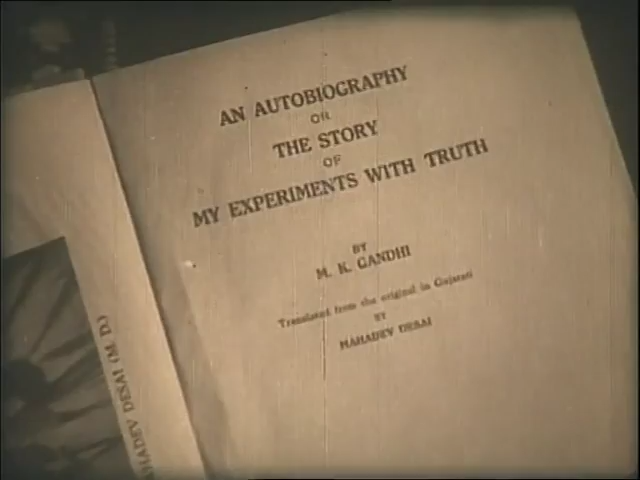 AN AUTOBIOGRAPHY
OR
THE STORY
OF
MY EXPERIMENTS WITH TRUTH
BY
M. K. GANDHI
Translated from the original in Gujarati
BY
MAHADEV DESAI
HADEV DESAI (M. D.)